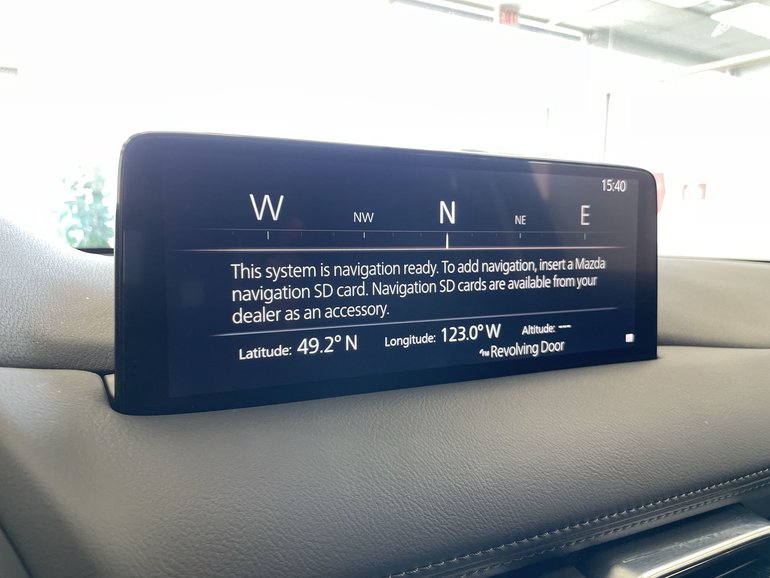 15:40
W NW N NE E
This system is navigation ready. To add navigation, insert a Mazda
navigation SD card. Navigation SD cards are available from your
dealer as an accessory.
Latitude: 49.2° N Longitude: 123.0° W Altitude: ---
Revolving Door